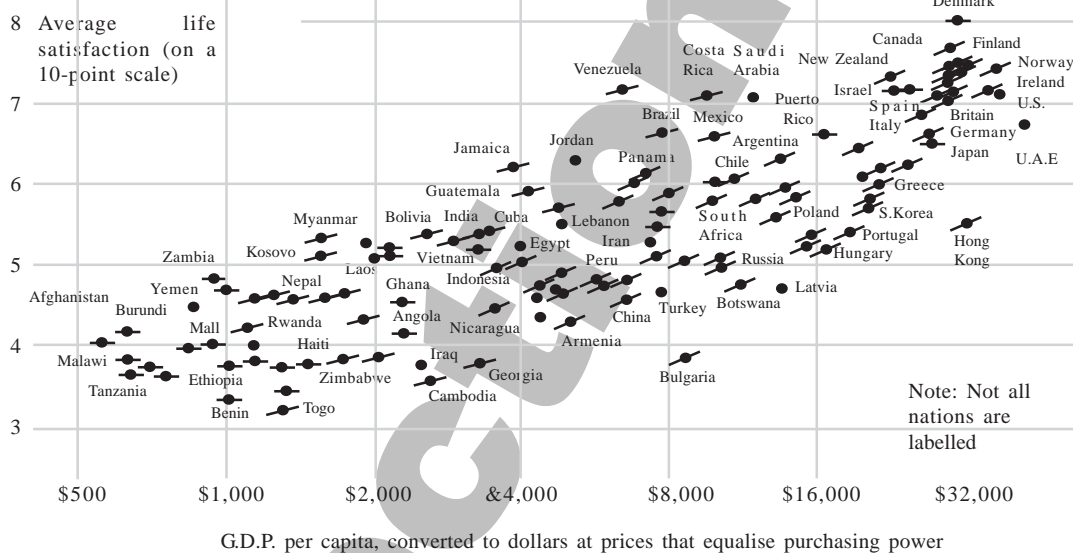 Denmark
8 Average life
satisfaction (on a
10-point scale)
Canada
Finland
Costa Saudi
Rica Arabia
New Zealand
Norway
Venezuela
Israel
Ireland
7
Puerto
Rico
Spain
U.S.
Brazil
Mexico
Italy
Britain
Germany
Jordan
Argentina
Japan
Jamaica
Panama
Chile
U.A.E
6
Guatemala
Greece
Myanmar
Bolivia
India
Cuba
Lebanon
South
Africa
Poland
S.Korea
Zambia
Kosovo
Vietnam
Egypt
Iran
Portugal
Hong
Kong
5
Laos
Indonesia
Peru
Russia
Hungary
Yemen
Nepal
Ghana
Afghanistan
Burundi
Angola
China
Turkey
Botswana
Latvia
Mall
Rwanda
Haiti
Nicaragua
Armenia
4
Malawi
Iraq
Tanzania
Ethiopia
Zimbabwe
Georgia
Bulgaria
Cambodia
Benin
Togo
Note: Not all
nations are
labelled
3
$500 $1,000 $2,000 &4,000 $8,000 $16,000 $32,000
G.D.P. per capita, converted to dollars at prices that equalise purchasing power